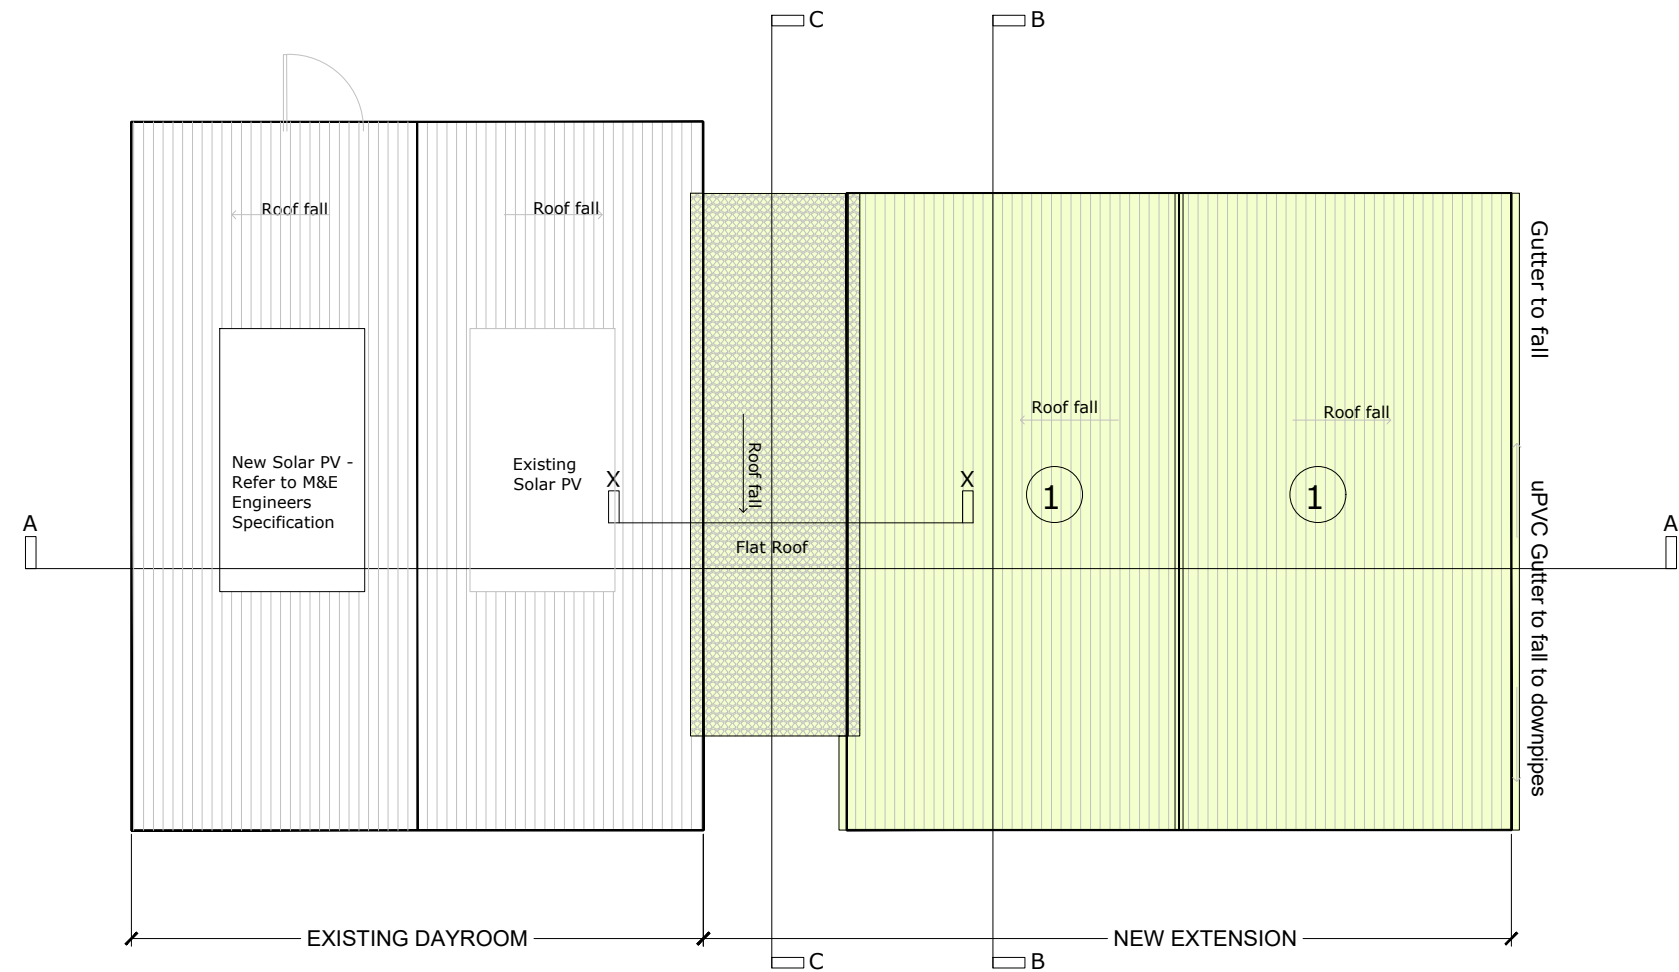 C
B
Roof fall
Roof fall
Gutter to fall
Roof fall
Roof fall
New Solar PV -
Refer to M&E
Engineers
Specification
Existing
Solar PV
X
Roof fall
X
1
1
A
Flat Roof
uPVC Gutter to fall to downpipes
A
EXISTING DAYROOM
NEW EXTENSION
C
B